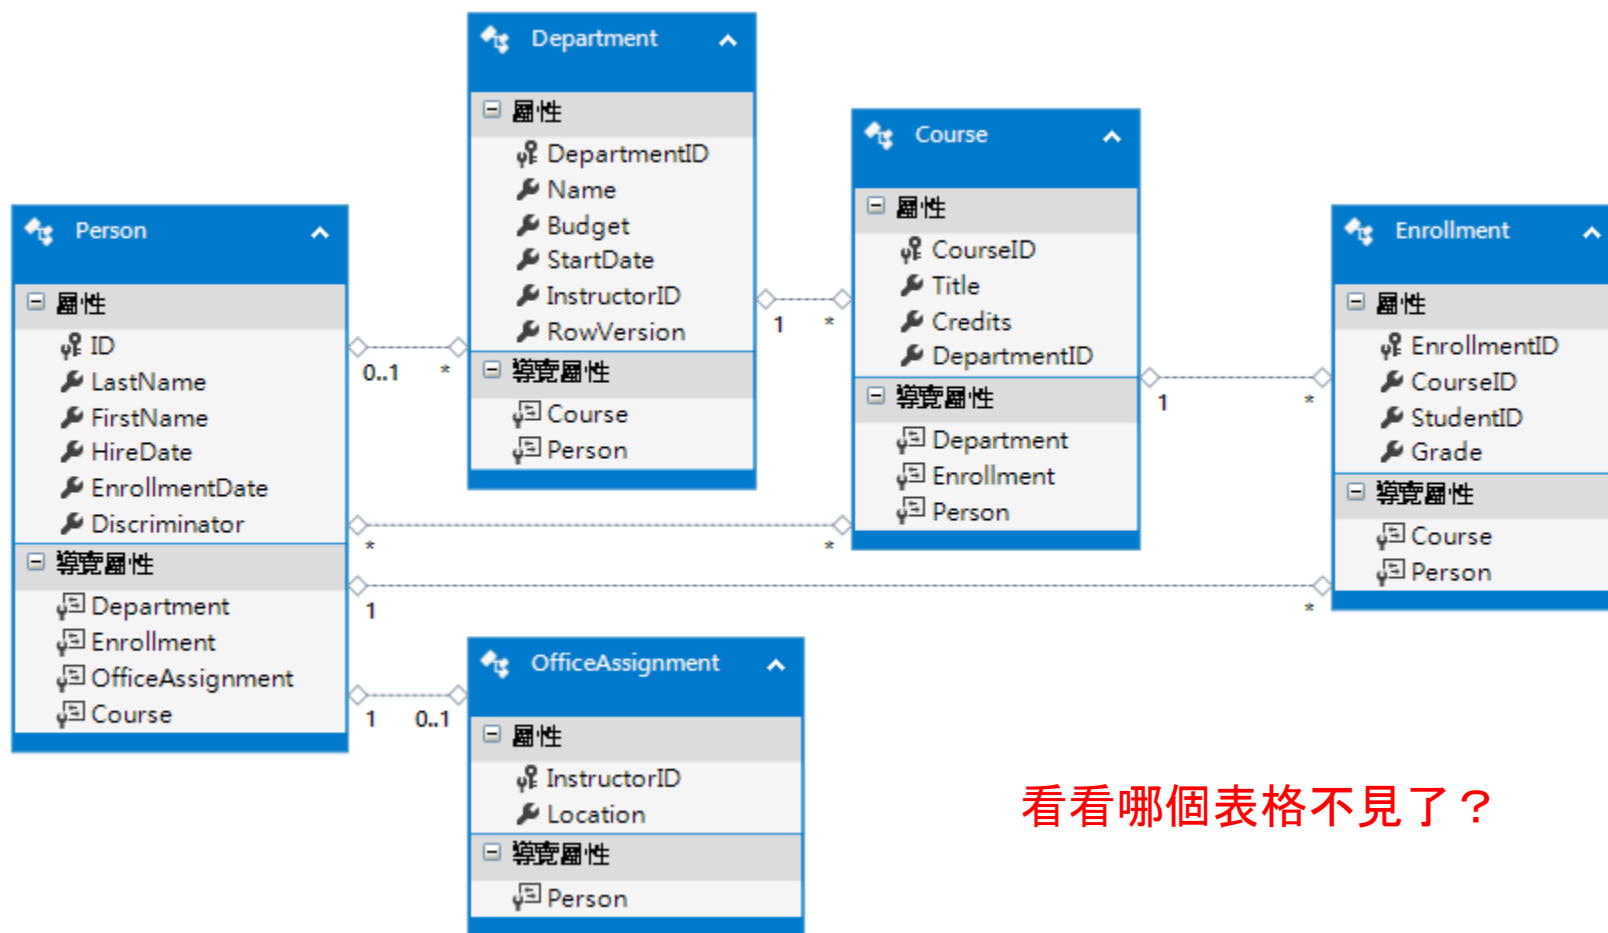 Person
屬性
ID
LastName
FirstName
HireDate
EnrollmentDate
Discriminator
導覽屬性
Department
Enrollment
OfficeAssignment
Course
0..1
*
*
*
1
*
1
0..1
Department
屬性
DepartmentID
Name
Budget
StartDate
InstructorID
RowVersion
導覽屬性
Course
Person
1
*
Course
屬性
CourseID
Title
Credits
DepartmentID
導覽屬性
Department
Enrollment
Person
1
*
Enrollment
屬性
EnrollmentID
CourseID
StudentID
Grade
導覽屬性
Course
Person
OfficeAssignment
屬性
InstructorID
Location
導覽屬性
Person
看看哪個表格不見了？